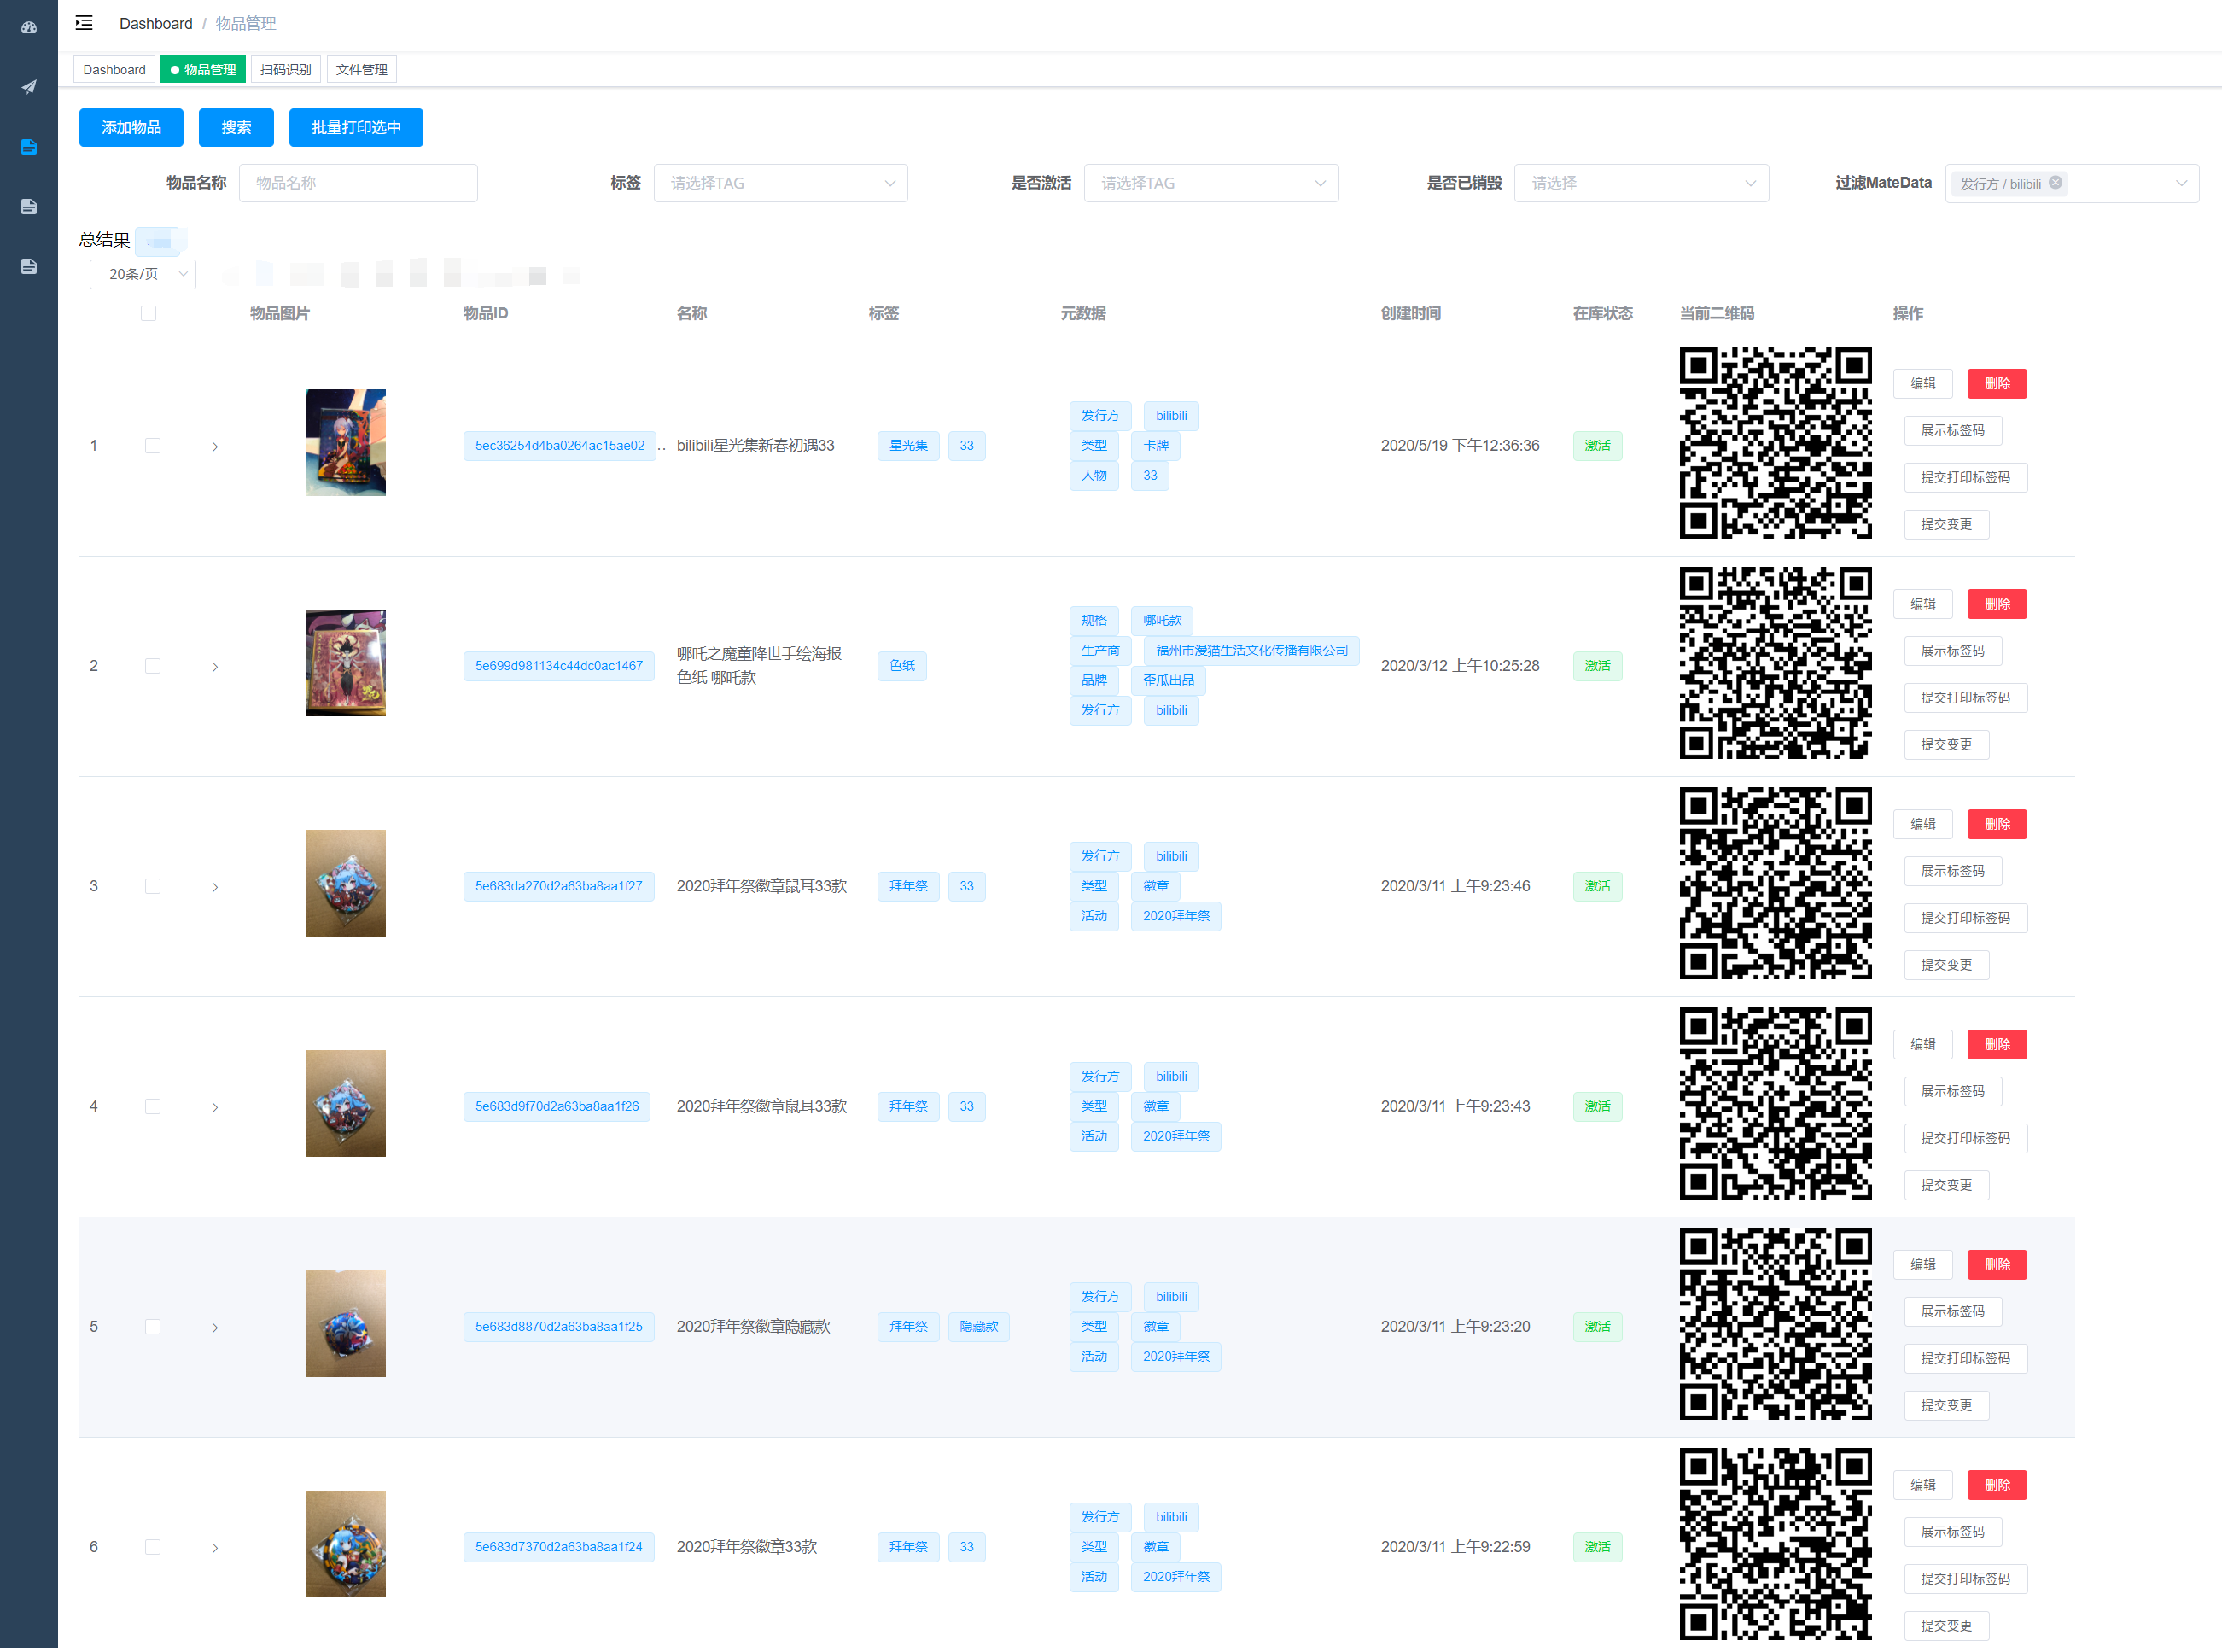 Dashboard / 物品管理
Dashboard 物品管理 扫码识别 文件管理
添加物品 搜索 批量打印选中
物品名称 物品名称 标签 请选择TAG 是否激活 请选择TAG 是否已销毁 请选择 过滤MateData 发行方 / bilibili
总结果
20条/页
物品图片 物品ID 名称 标签 元数据 创建时间 在库状态 当前二维码 操作
1 5ec36254d4ba0264ac15ae02 .. bilibili星光集新春初遇33 星光集 33
发行方 bilibili
类型 卡牌
人物 33
2020/5/19 下午12:36:36 激活
编辑 删除
展示标签码
提交打印标签码
提交变更
2 5e699d981134c44dc0ac1467
哪吒之魔童降世手绘海报
色纸 哪吒款
色纸
规格 哪吒款
生产商 福州市漫猫生活文化传播有限公司
品牌 歪瓜出品
发行方 bilibili
2020/3/12 上午10:25:28 激活
编辑 删除
展示标签码
提交打印标签码
提交变更
3 5e683da270d2a63ba8aa1f27 2020拜年祭徽章鼠耳33款 拜年祭 33
发行方 bilibili
类型 徽章
活动 2020拜年祭
2020/3/11 上午9:23:46 激活
编辑 删除
展示标签码
提交打印标签码
提交变更
4 5e683d9f70d2a63ba8aa1f26 2020拜年祭徽章鼠耳33款 拜年祭 33
发行方 bilibili
类型 徽章
活动 2020拜年祭
2020/3/11 上午9:23:43 激活
编辑 删除
展示标签码
提交打印标签码
提交变更
5 5e683d8870d2a63ba8aa1f25 2020拜年祭徽章隐藏款 拜年祭 隐藏款
发行方 bilibili
类型 徽章
活动 2020拜年祭
2020/3/11 上午9:23:20 激活
编辑 删除
展示标签码
提交打印标签码
提交变更
6 5e683d7370d2a63ba8aa1f24 2020拜年祭徽章33款 拜年祭 33
发行方 bilibili
类型 徽章
活动 2020拜年祭
2020/3/11 上午9:22:59 激活
编辑 删除
展示标签码
提交打印标签码
提交变更